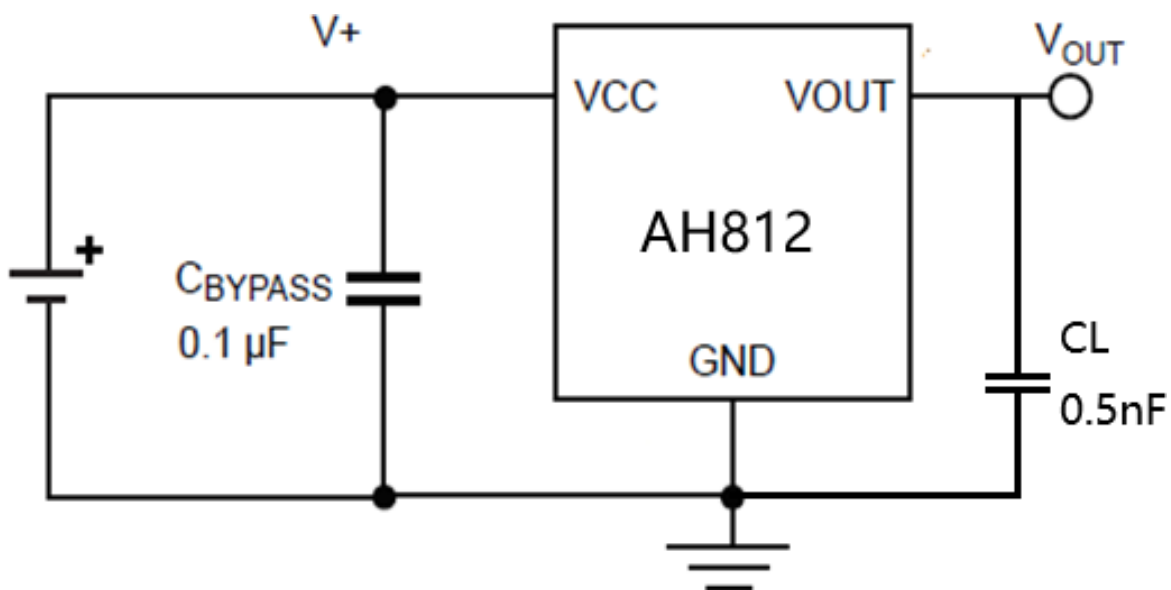 V+
VOUT
VCC
VOUT
AH812
+
CBYPASS
0.1 µF
GND
CL
0.5nF